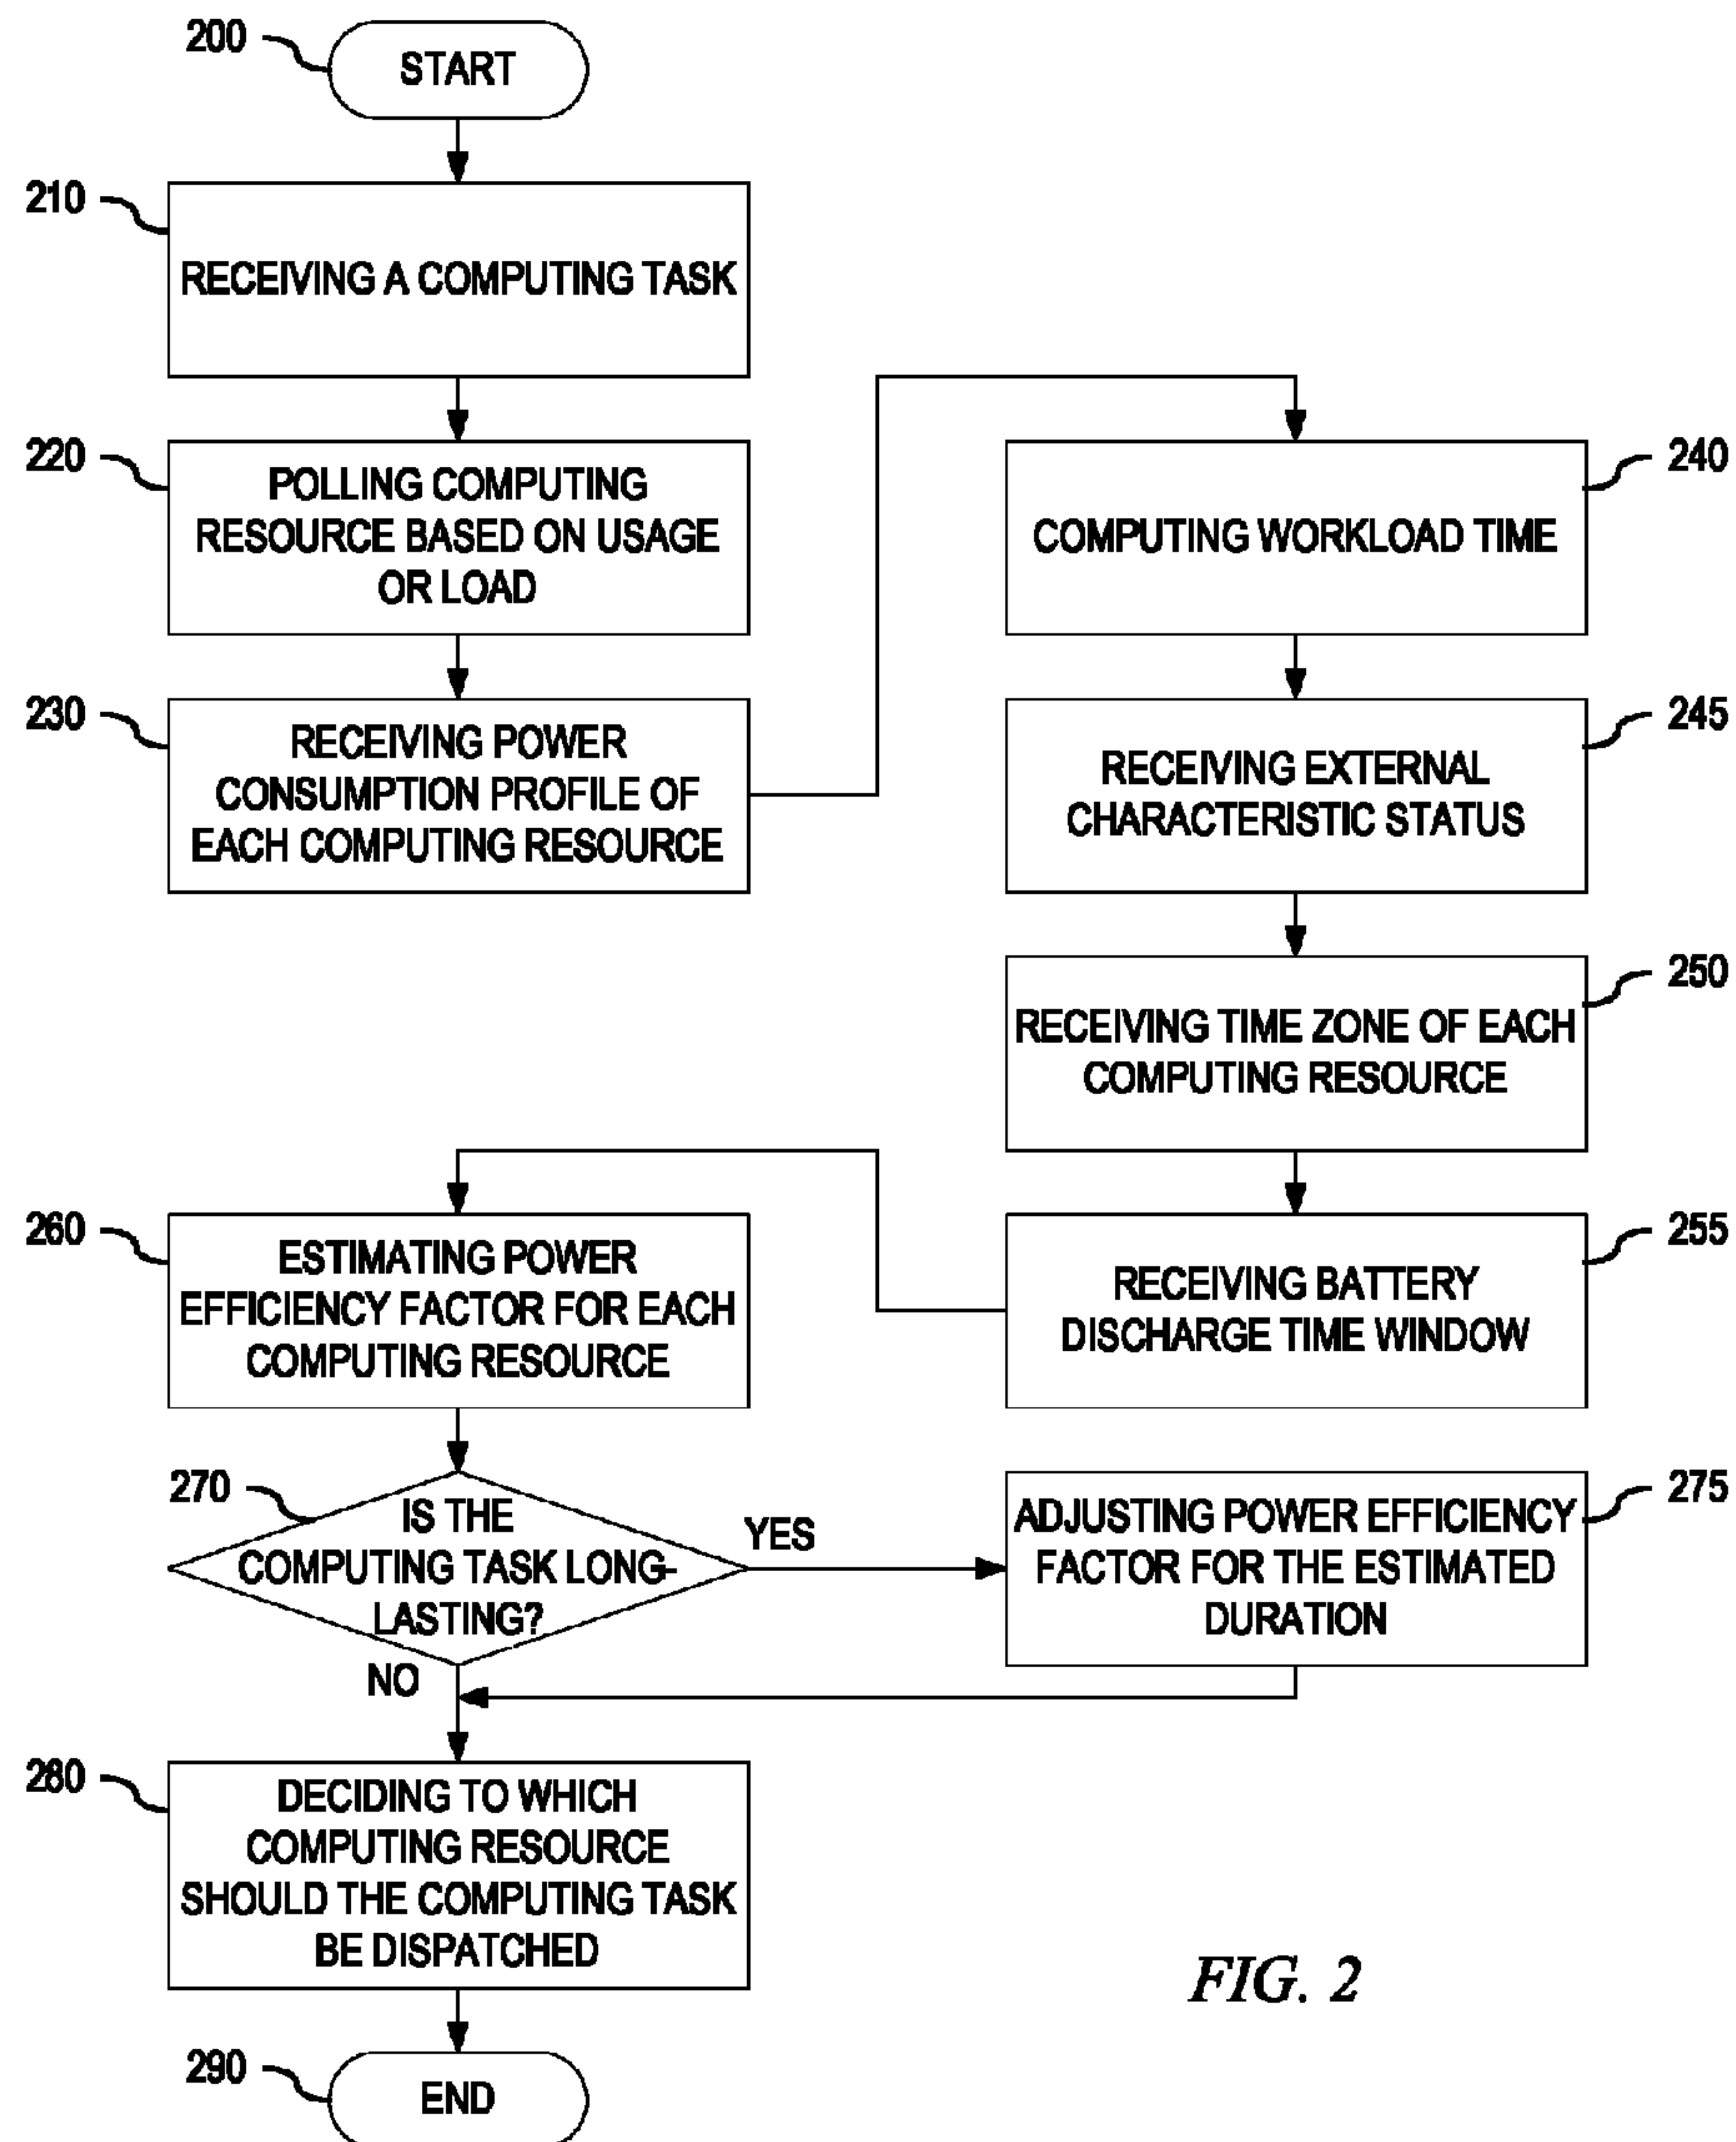 200
START
210
RECEIVING A COMPUTING TASK
220
POLLING COMPUTING
RESOURCE BASED ON USAGE
OR LOAD
230
RECEIVING POWER
CONSUMPTION PROFILE OF
EACH COMPUTING RESOURCE
240
COMPUTING WORKLOAD TIME
245
RECEIVING EXTERNAL
CHARACTERISTIC STATUS
250
RECEIVING TIME ZONE OF EACH
COMPUTING RESOURCE
255
RECEIVING BATTERY
DISCHARGE TIME WINDOW
260
ESTIMATING POWER
EFFICIENCY FACTOR FOR EACH
COMPUTING RESOURCE
270
IS THE
COMPUTING TASK LONG-
LASTING?
YES
NO
275
ADJUSTING POWER EFFICIENCY
FACTOR FOR THE ESTIMATED
DURATION
280
DECIDING TO WHICH
COMPUTING RESOURCE
SHOULD THE COMPUTING TASK
BE DISPATCHED
290
END
FIG. 2